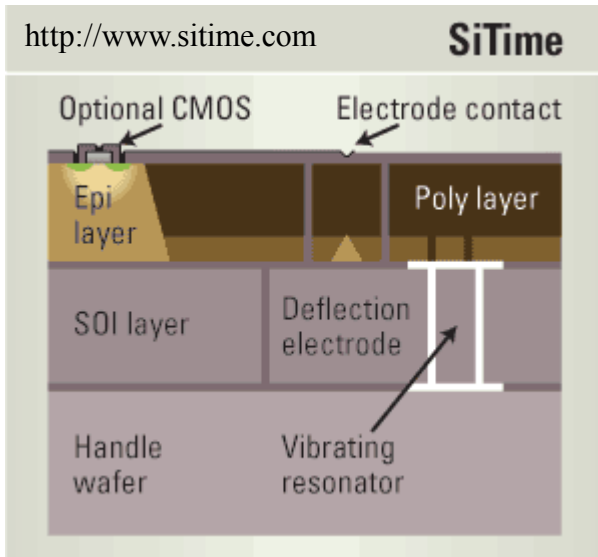 http://www.sitime.com
SiTime
Optional CMOS
Electrode contact
Epi
layer
Poly layer
SOI layer
Deflection
electrode
Handle
wafer
Vibrating
resonator